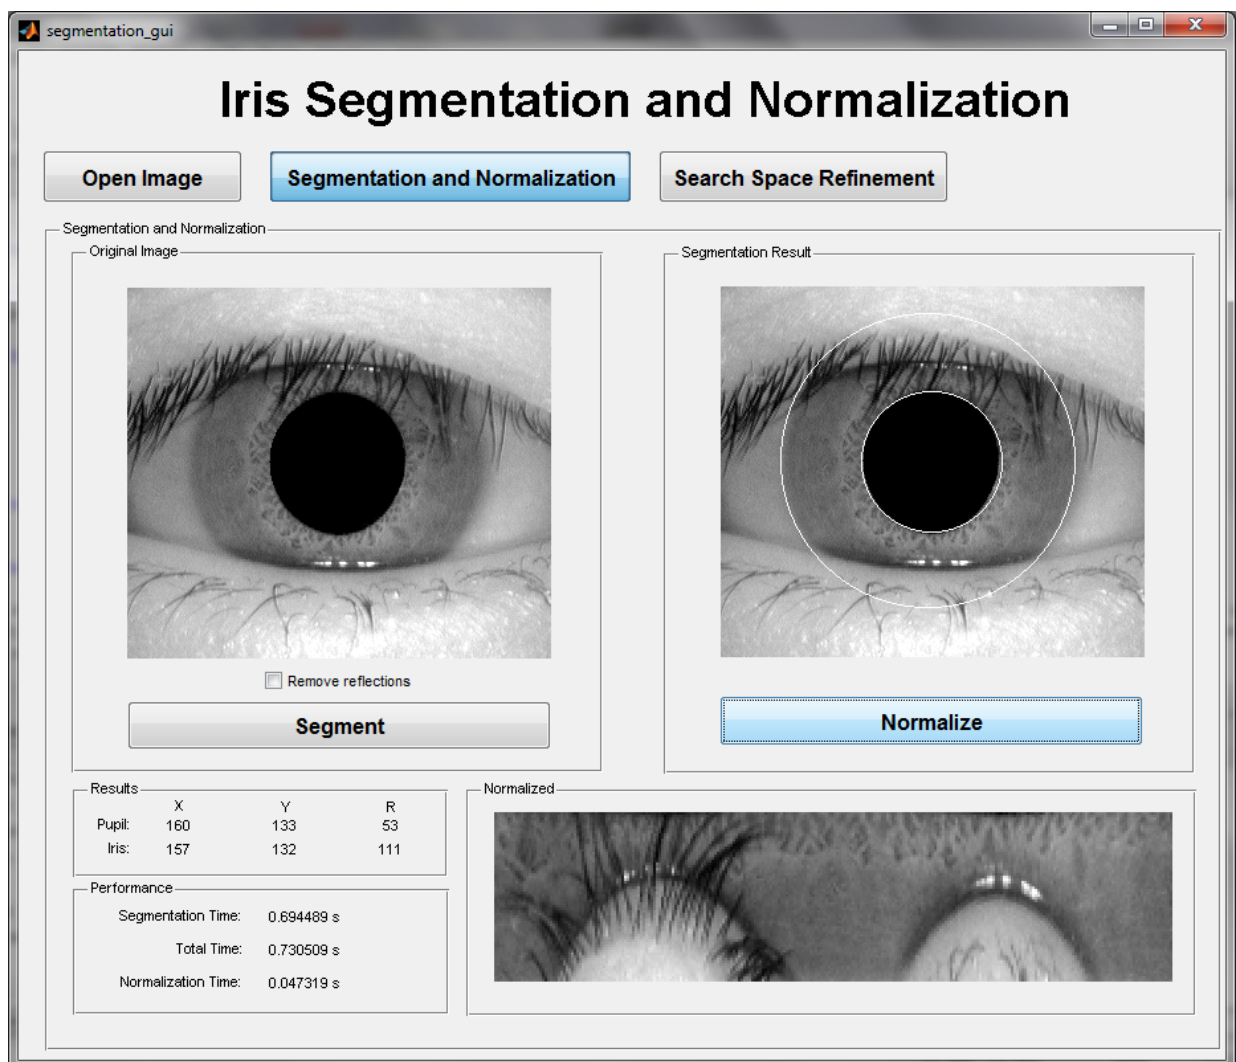 segmentation_gui
Iris Segmentation and Normalization
Open Image
Segmentation and Normalization
Search Space Refinement
Segmentation and Normalization
Original Image
Segmentation Result
Remove reflections
Segment
Normalize
Results
X Y R
Pupil: 160 133 53
Iris: 157 132 111
Normalized
Performance
Segmentation Time: 0.694489 s
Total Time: 0.730509 s
Normalization Time: 0.047319 s